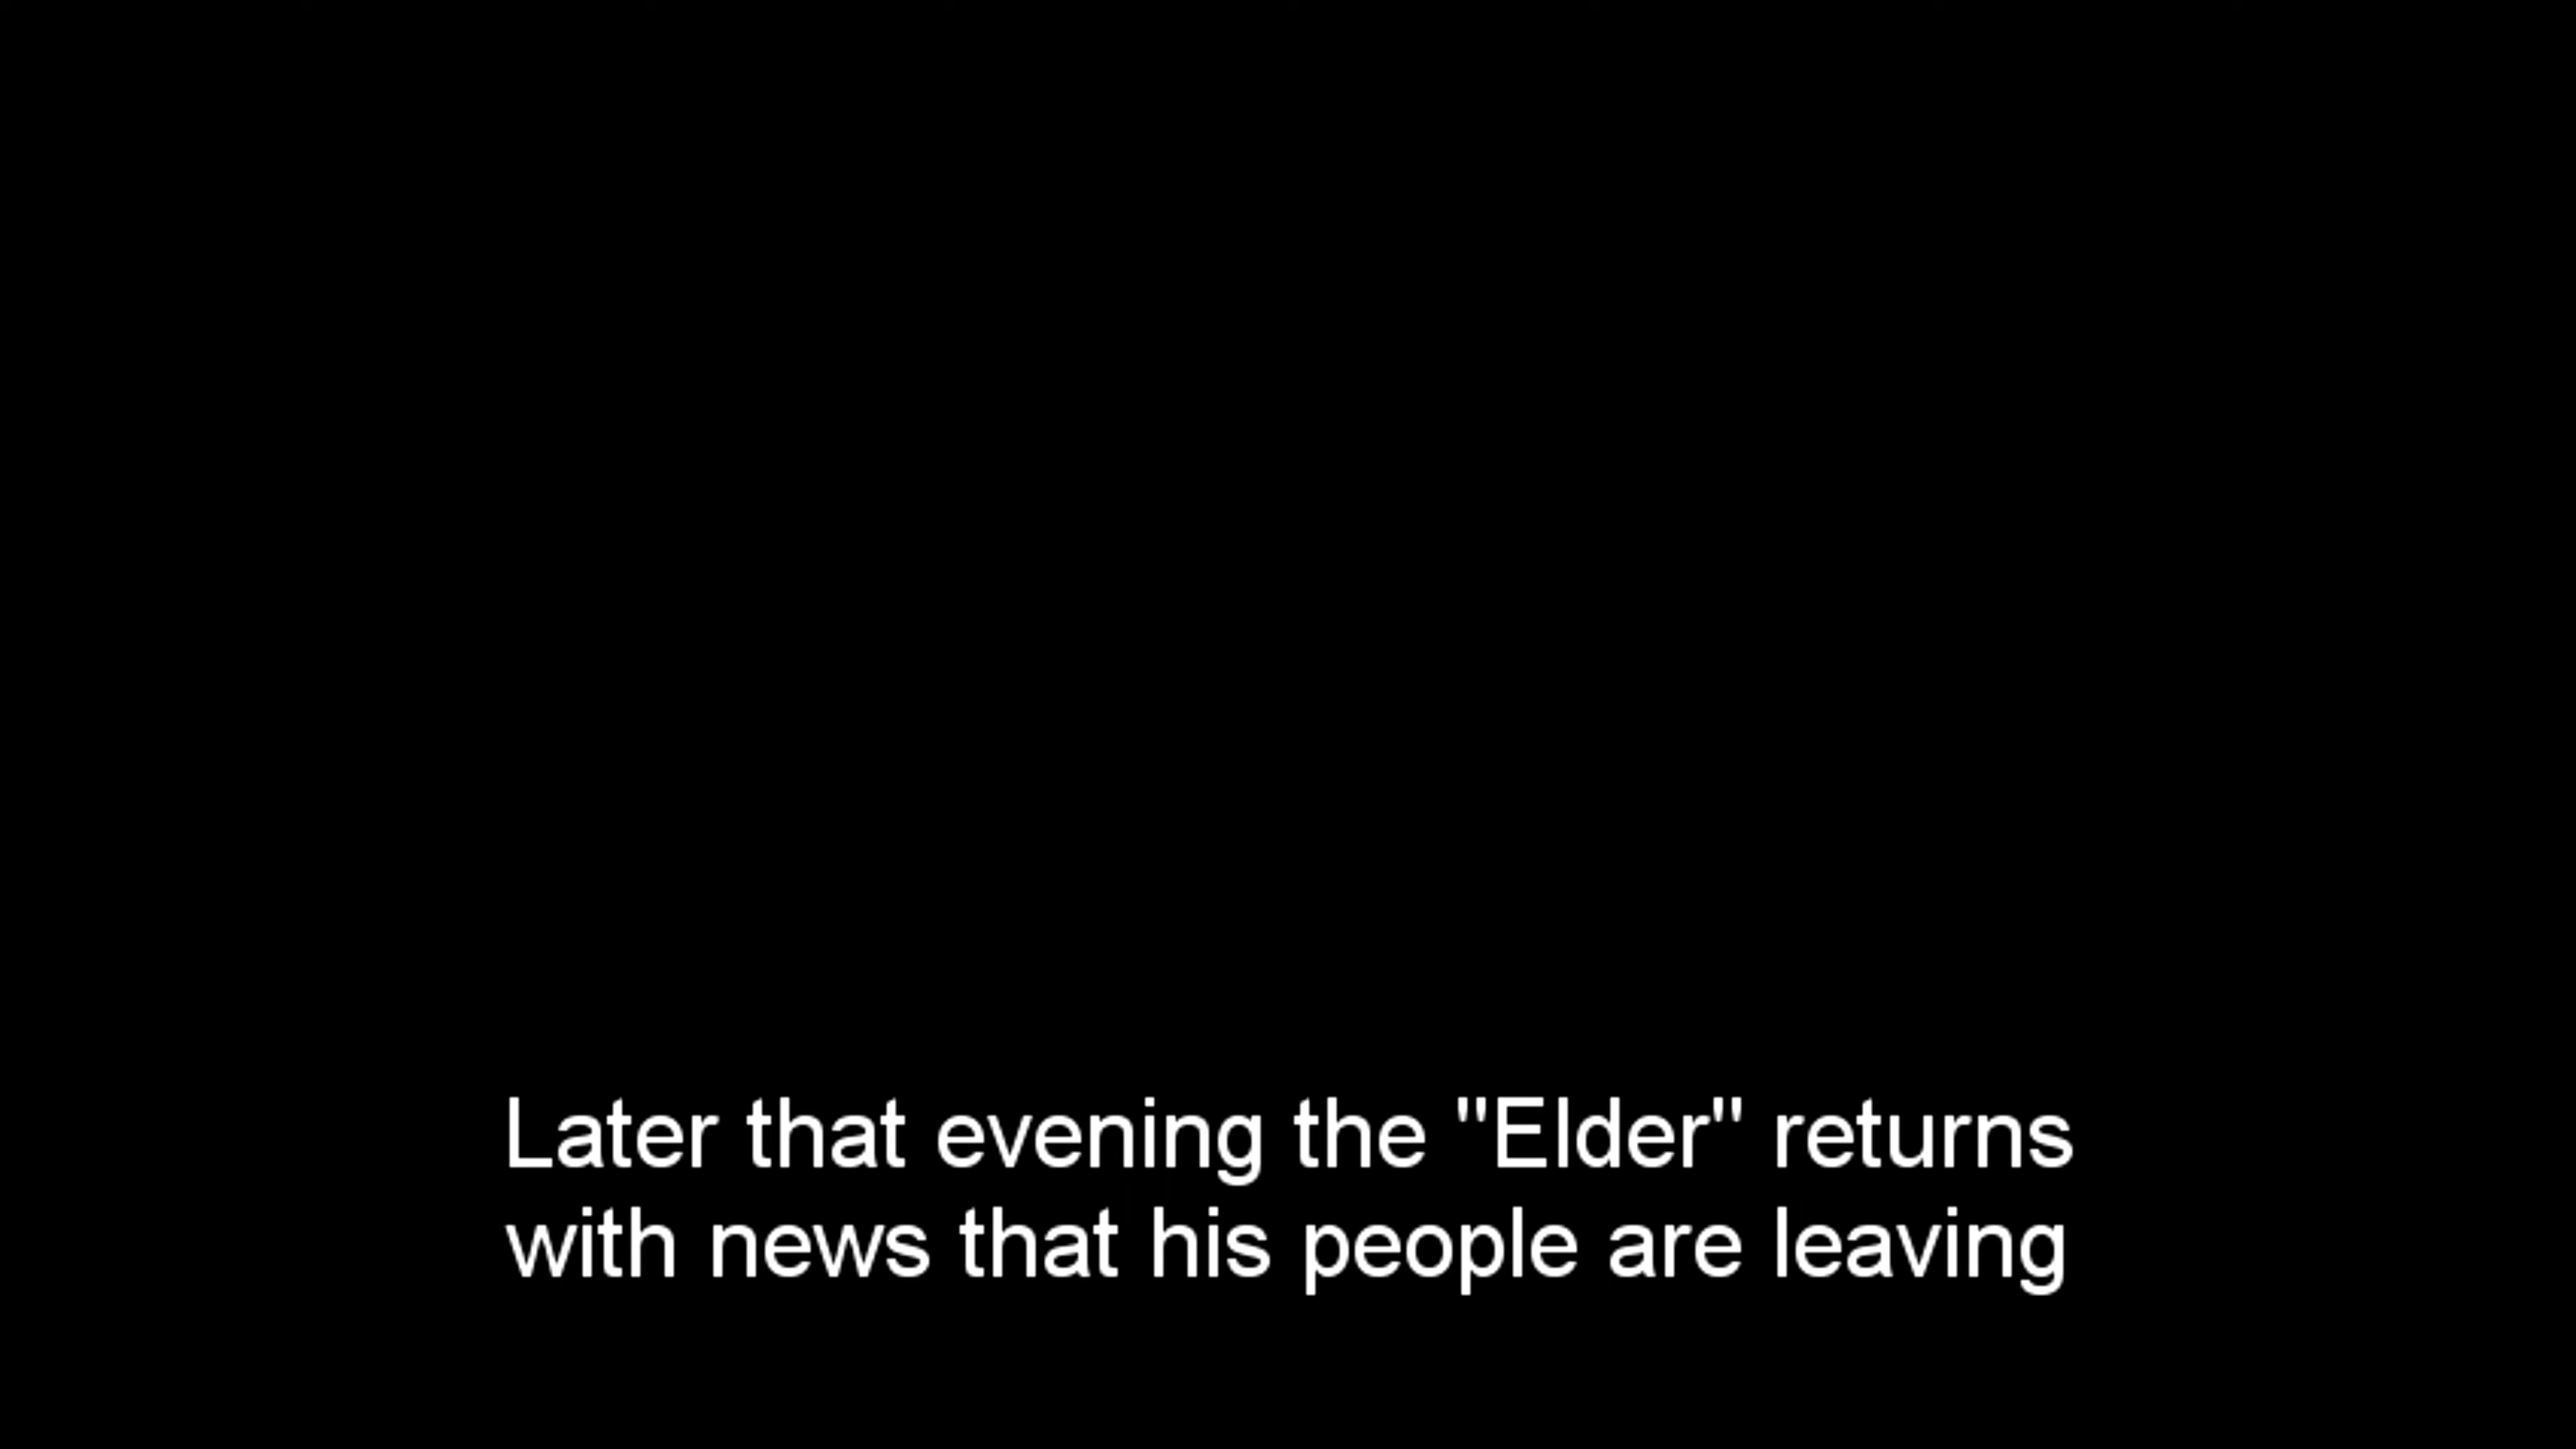 Later that evening the "Elder" returns
with news that his people are leaving